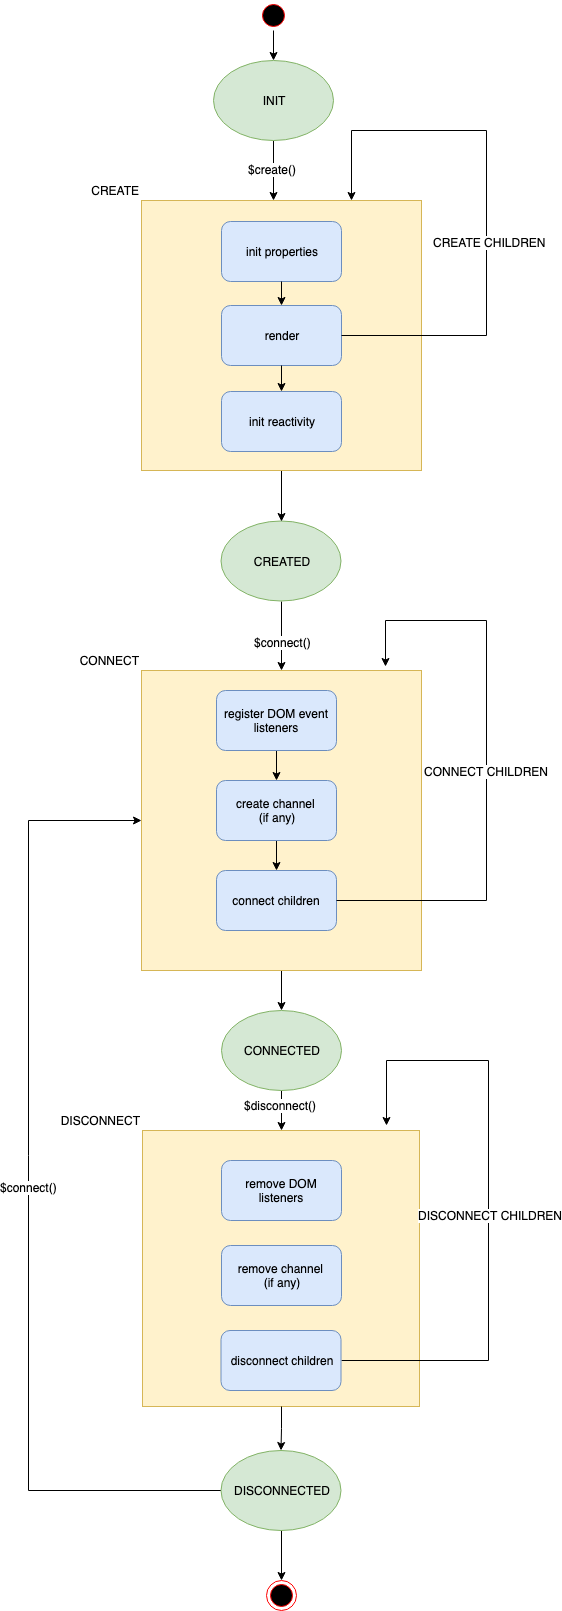 INIT
$create()
CREATE
CREATE CHILDREN
init properties
render
init reactivity
CREATED
$connect()
CONNECT
register DOM event
listeners
CONNECT CHILDREN
create channel
(if any)
connect children
CONNECTED
$disconnect()
DISCONNECT
remove DOM
listeners
$connect()
DISCONNECT CHILDREN
remove channel
(if any)
disconnect children
DISCONNECTED